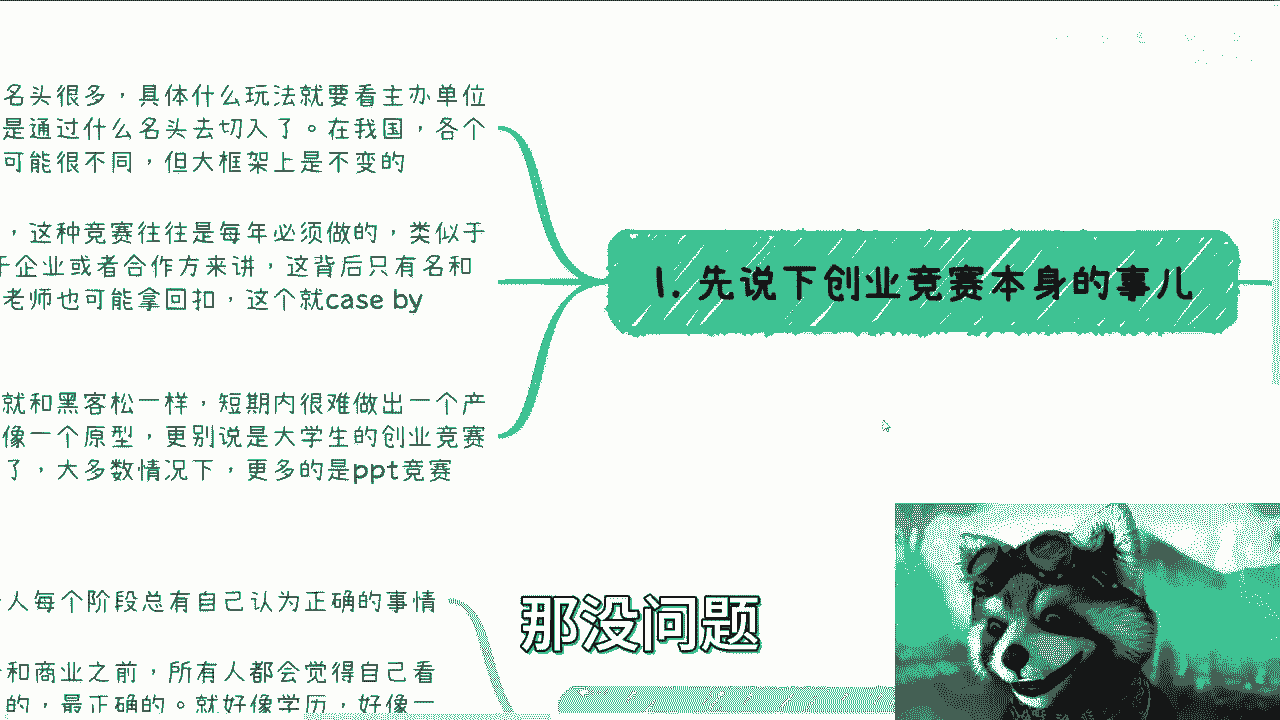 名头很多，具体什么玩法就要看主办单位
是通过什么名头去切入了。在我国，各个
可能很不同，但大框架上是不变的
，这种竞赛往往是每年必须做的，类似于
于企业或者合作方来讲，这背后只有名和
老师也可能拿回扣，这个就case by
就和黑客松一样，短期内很难做出一个产
像一个原型，更别说是大学生的创业竞赛
了，大多数情况下，更多的是ppt竞赛
1. 先说下创业竞赛本身的事儿
人每个阶段总有自己认为正确的事情
和商业之前，所有人都会觉得自己看
的，最正确的。就好像学历，好像一
那没问题